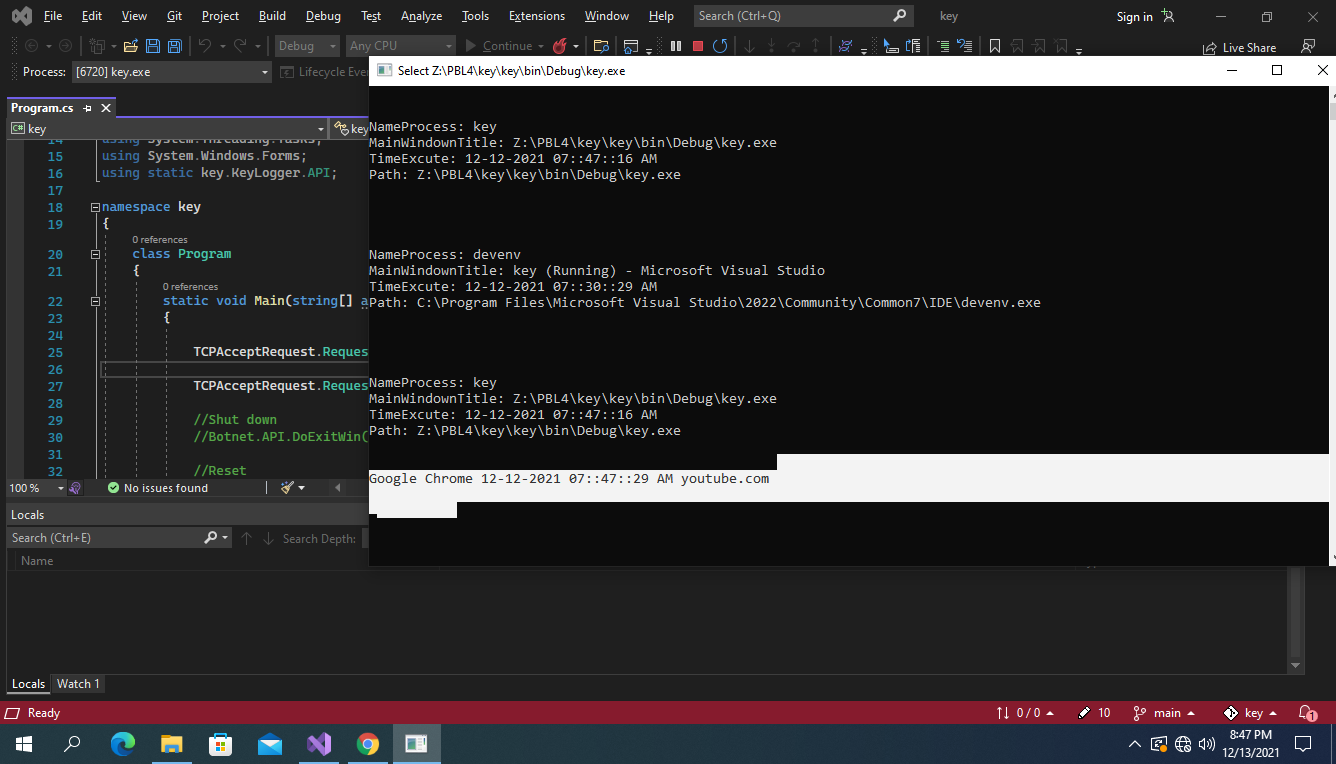 File Edit View Git Project Build Debug Test Analyze Tools Extensions Window Help Search (Ctrl+Q) key Sign in
Debug Any CPU Continue Live Share
Process: [6720] key.exe Lifecycle Eve
Select Z:\PBL4\key\key\bin\Debug\key.exe
Program.cs
key key
14 using System.Threading.Tasks;
15 using System.Windows.Forms;
16 using static key.KeyLogger.API;
17
18 namespace key
19 {
0 references
20 class Program
21 {
0 references
22 static void Main(string[] a
23 {
24
25 TCPAcceptRequest.Reques
26
27 TCPAcceptRequest.Reques
28
29 //Shut down
30 //Botnet.API.DoExitWin(
31
32 //Reset
100 % No issues found
NameProcess: key
MainWindownTitle: Z:\PBL4\key\key\bin\Debug\key.exe
TimeExcute: 12-12-2021 07::47::16 AM
Path: Z:\PBL4\key\key\bin\Debug\key.exe
NameProcess: devenv
MainWindownTitle: key (Running) - Microsoft Visual Studio
TimeExcute: 12-12-2021 07::30::29 AM
Path: C:\Program Files\Microsoft Visual Studio\2022\Community\Common7\IDE\devenv.exe
NameProcess: key
MainWindownTitle: Z:\PBL4\key\key\bin\Debug\key.exe
TimeExcute: 12-12-2021 07::47::16 AM
Path: Z:\PBL4\key\key\bin\Debug\key.exe
Google Chrome 12-12-2021 07::47::29 AM youtube.com
Locals
Search (Ctrl+E) Search Depth:
Name
Locals Watch 1
Ready 0 / 0 10 main key 1
8:47 PM
12/13/2021